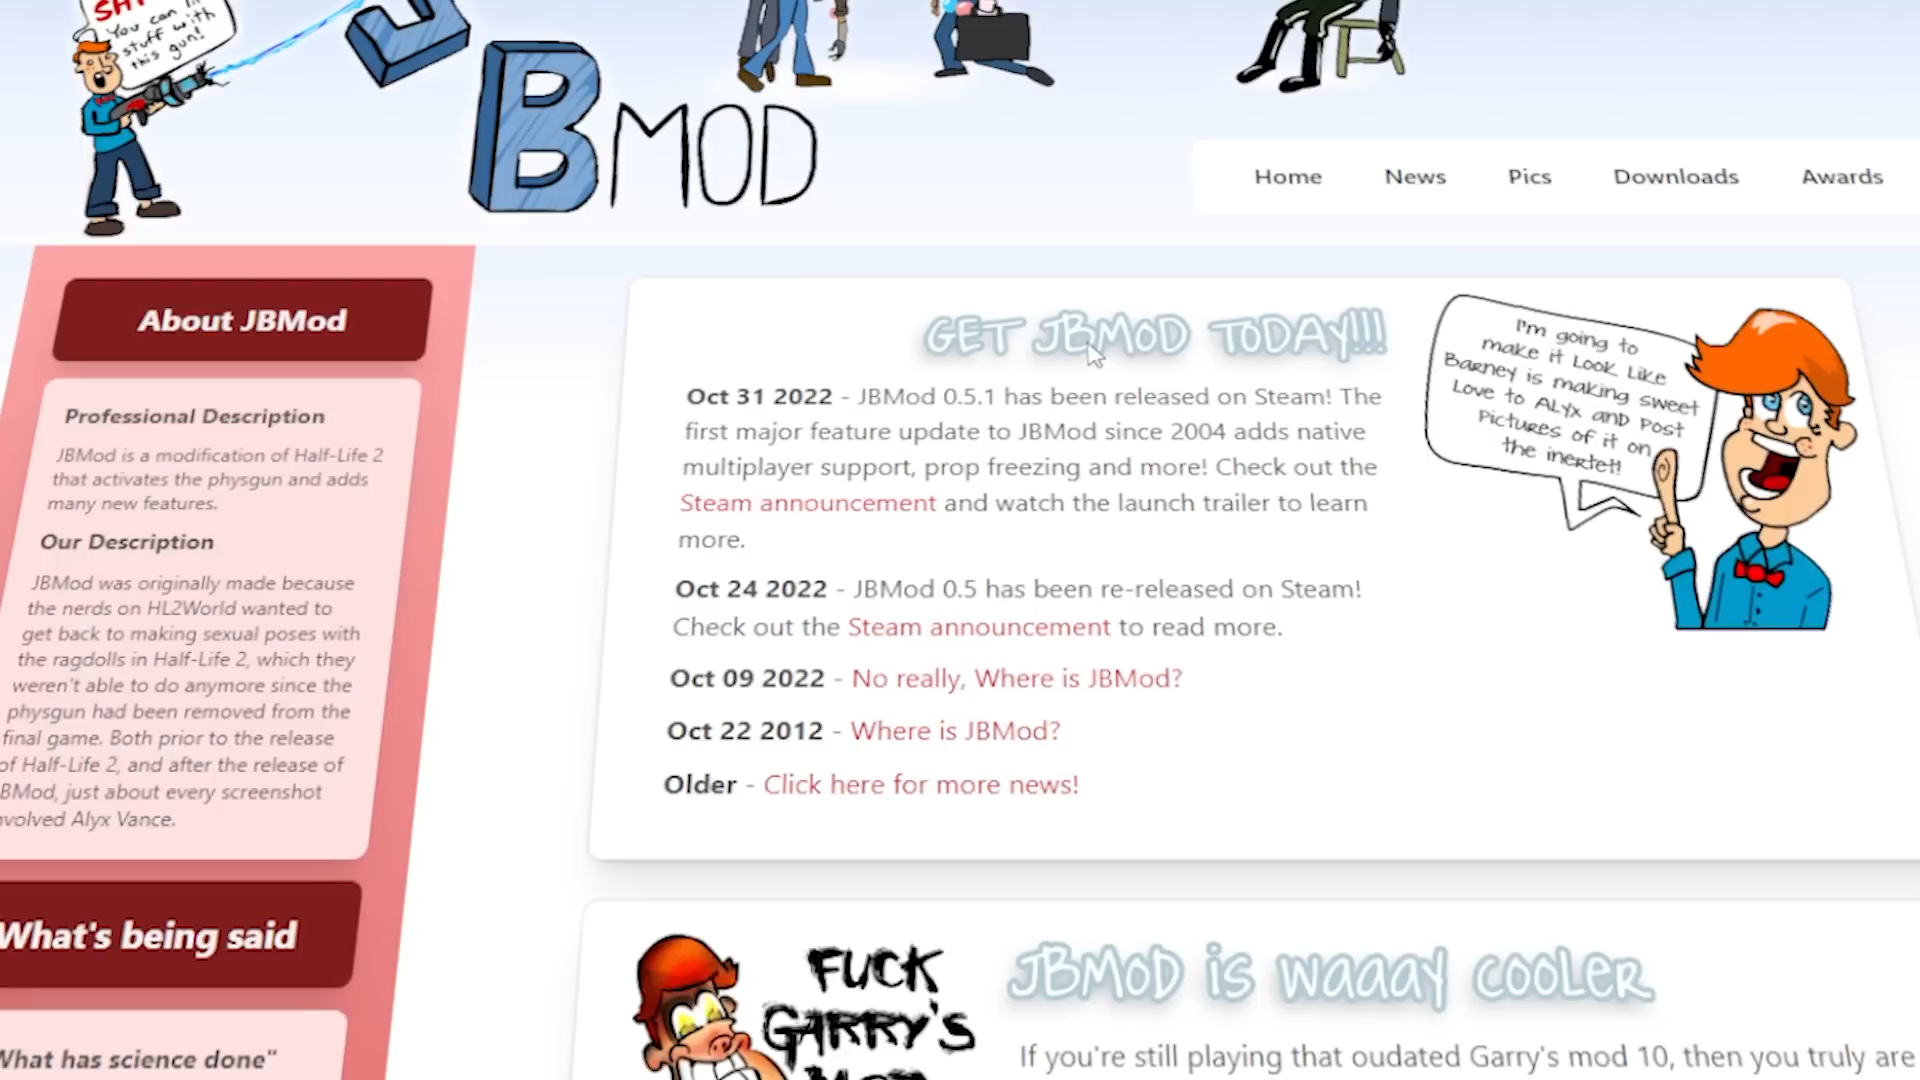 You can
stuff with
this gun!
JBMOD
Home News Pics Downloads Awards
About JBMod
Professional Description
JBMod is a modification of Half-Life 2
that activates the physgun and adds
many new features.
Our Description
JBMod was originally made because
the nerds on HL2World wanted to
get back to making sexual poses with
the ragdolls in Half-Life 2, which they
weren't able to do anymore since the
physgun had been removed from the
final game. Both prior to the release
of Half-Life 2, and after the release of
BMod, just about every screenshot
nvolved Alyx Vance.
What's being said
What has science done"
GET JBMOD TODAY!!!
Oct 31 2022 - JBMod 0.5.1 has been released on Steam! The
first major feature update to JBMod since 2004 adds native
multiplayer support, prop freezing and more! Check out the
Steam announcement and watch the launch trailer to learn
more.
Oct 24 2022 - JBMod 0.5 has been re-released on Steam!
Check out the Steam announcement to read more.
Oct 09 2022 - No really, Where is JBMod?
Oct 22 2012 - Where is JBMod?
Older - Click here for more news!
I'm going to
make it Look Like
Barney is making sweet
Love to ALyx and post
Pictures of it on
the inertet!
FUCK
GARRY'S
MOD
JBMOD is waaay cooler
If you're still playing that oudated Garry's mod 10, then you truly are